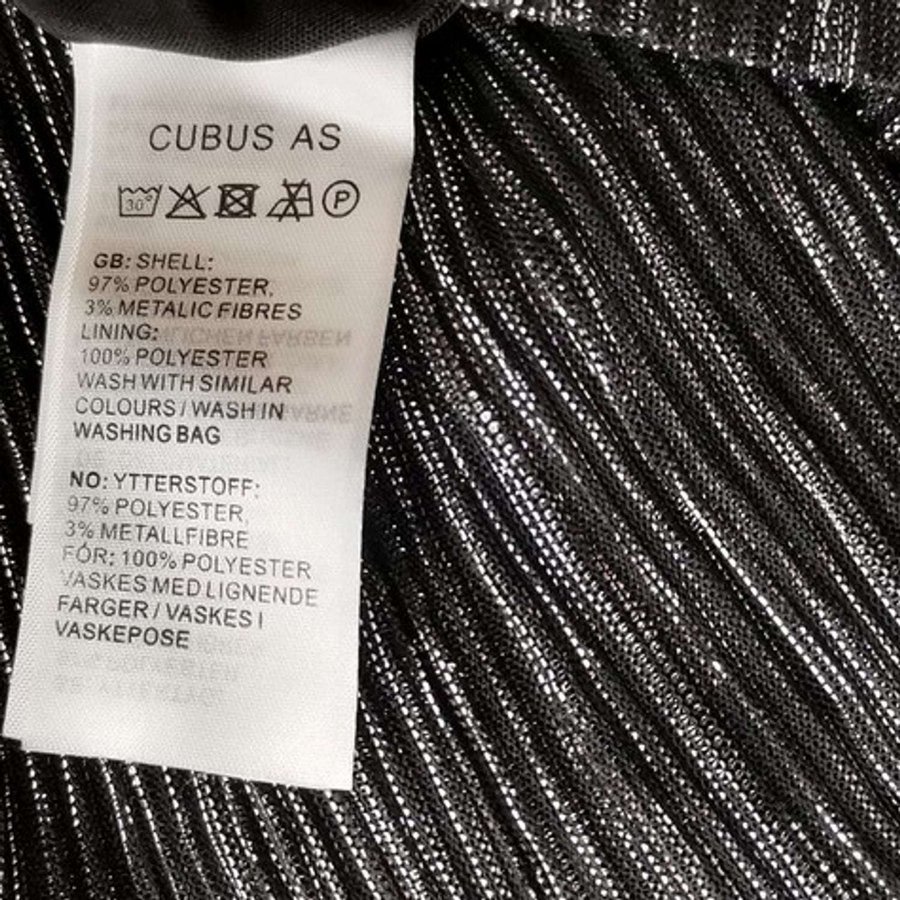 CUBUS AS
30° P
GB: SHELL:
97% POLYESTER,
3% METALIC FIBRES
LINING:
100% POLYESTER
WASH WITH SIMILAR
COLOURS / WASH IN
WASHING BAG
NO: YTTERSTOFF:
97% POLYESTER,
3% METALLFIBRE
FÔR: 100% POLYESTER
VASKES MED LIGNENDE
FARGER / VASKES I
VASKEPOSE